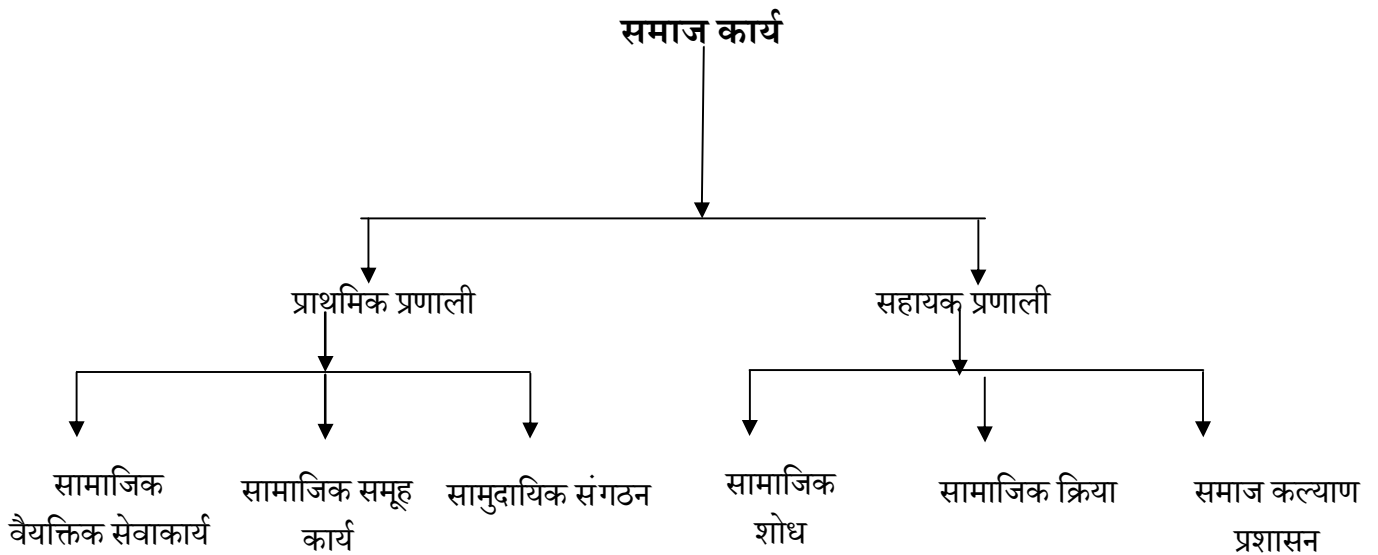 समाज कार्य
प्राथमिक प्रणाली
सहायक प्रणाली
सामाजिक
वैयक्तिक सेवाकार्य
सामाजिक समूह
कार्य
सामुदायिक संगठन
सामाजिक
शोध
सामाजिक क्रिया
समाज कल्याण
प्रशासन